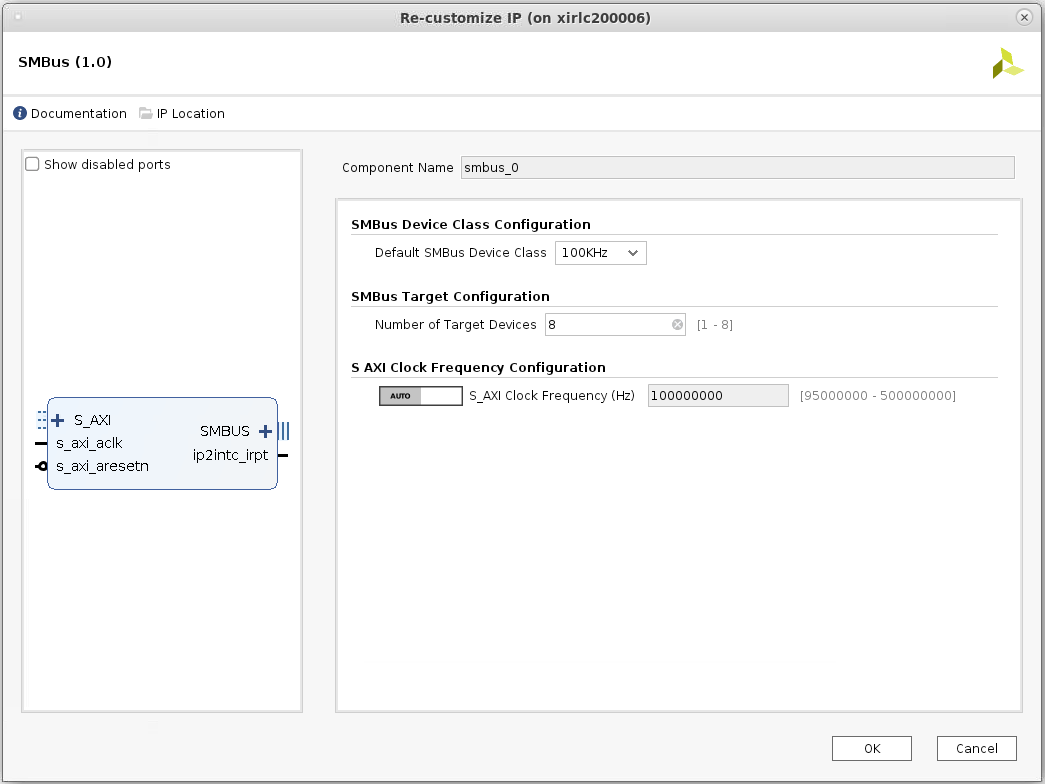 Re-customize IP (on xirlc200006)
SMBus (1.0)
Documentation IP Location
Show disabled ports
S_AXI
s_axi_aclk
s_axi_aresetn
SMBUS
ip2intc_irpt
Component Name smbus_0
SMBus Device Class Configuration
Default SMBus Device Class 100KHz
SMBus Target Configuration
Number of Target Devices 8 [1 - 8]
S AXI Clock Frequency Configuration
AUTO S_AXI Clock Frequency (Hz) 100000000 [95000000 - 500000000]
OK Cancel